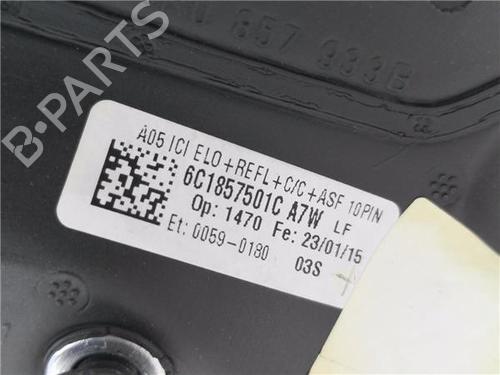 857 933B
A05 ICI ELO+REFL+C/C+ASF 10PIN
6C1857501C A7W LF
Op: 1470 Fe: 23/01/15
Et: 0059-0180 03S
B-PARTS